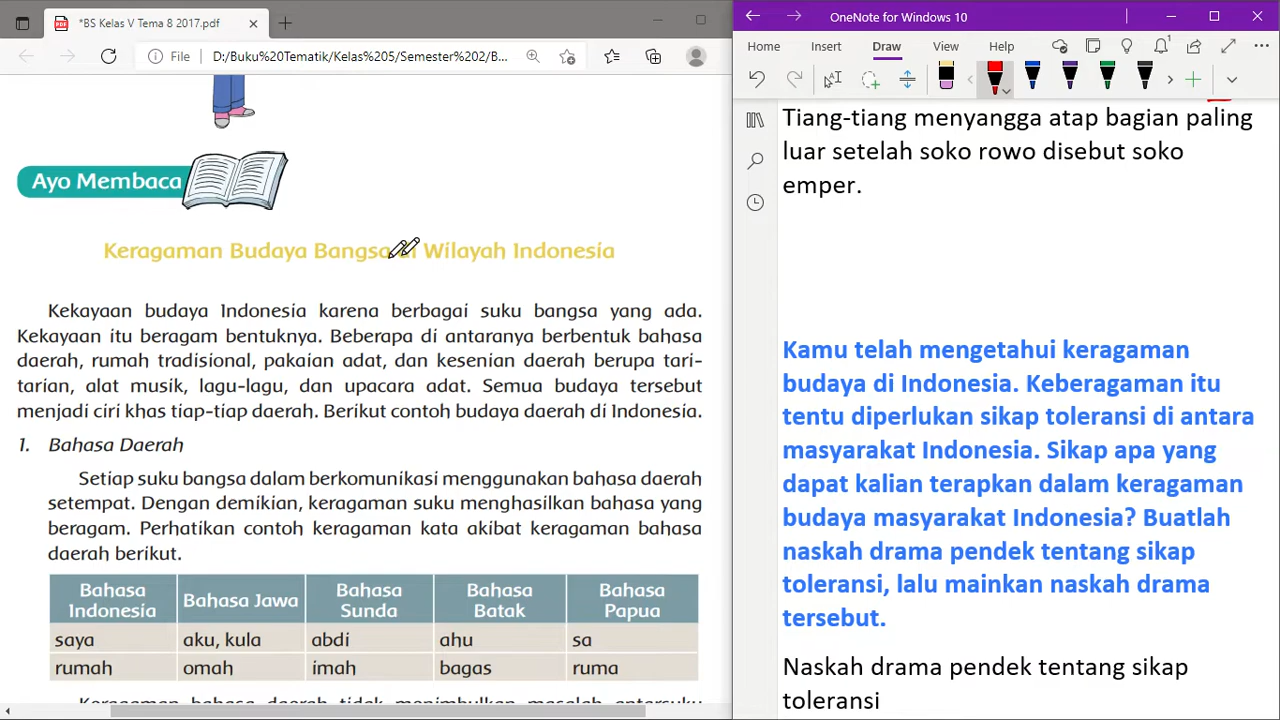 *BS Kelas V Tema 8 2017.pdf
File D:/Buku%20Tematik/Kelas%205/Semester%202/B...
Ayo Membaca
Keragaman Budaya Bangsa di Wilayah Indonesia
Kekayaan budaya Indonesia karena berbagai suku bangsa yang ada.
Kekayaan itu beragam bentuknya. Beberapa di antaranya berbentuk bahasa
daerah, rumah tradisional, pakaian adat, dan kesenian daerah berupa tari-
tarian, alat musik, lagu-lagu, dan upacara adat. Semua budaya tersebut
menjadi ciri khas tiap-tiap daerah. Berikut contoh budaya daerah di Indonesia.
1. Bahasa Daerah
Setiap suku bangsa dalam berkomunikasi menggunakan bahasa daerah
setempat. Dengan demikian, keragaman suku menghasilkan bahasa yang
beragam. Perhatikan contoh keragaman kata akibat keragaman bahasa
daerah berikut.
Bahasa Indonesia Bahasa Jawa Bahasa Sunda Bahasa Batak Bahasa Papua
saya aku, kula abdi ahu sa
rumah omah imah bagas ruma
Keragaman bahasa daerah tidak menimbulkan masalah antarsuku
OneNote for Windows 10
Home Insert Draw View Help
Tiang-tiang menyangga atap bagian paling
luar setelah soko rowo disebut soko
emper.
Kamu telah mengetahui keragaman
budaya di Indonesia. Keberagaman itu
tentu diperlukan sikap toleransi di antara
masyarakat Indonesia. Sikap apa yang
dapat kalian terapkan dalam keragaman
budaya masyarakat Indonesia? Buatlah
naskah drama pendek tentang sikap
toleransi, lalu mainkan naskah drama
tersebut.
Naskah drama pendek tentang sikap
toleransi